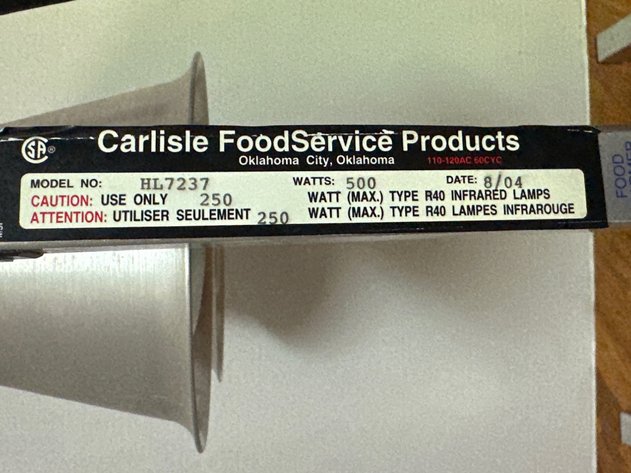 SA ®
Carlisle FoodService Products
Oklahoma City, Oklahoma 110-120AC 60CYC
MODEL NO: HL7237 WATTS: 500 DATE: 8/04
CAUTION: USE ONLY 250 WATT (MAX.) TYPE R40 INFRARED LAMPS
ATTENTION: UTILISER SEULEMENT 250 WATT (MAX.) TYPE R40 LAMPES INFRAROUGE
FOOD